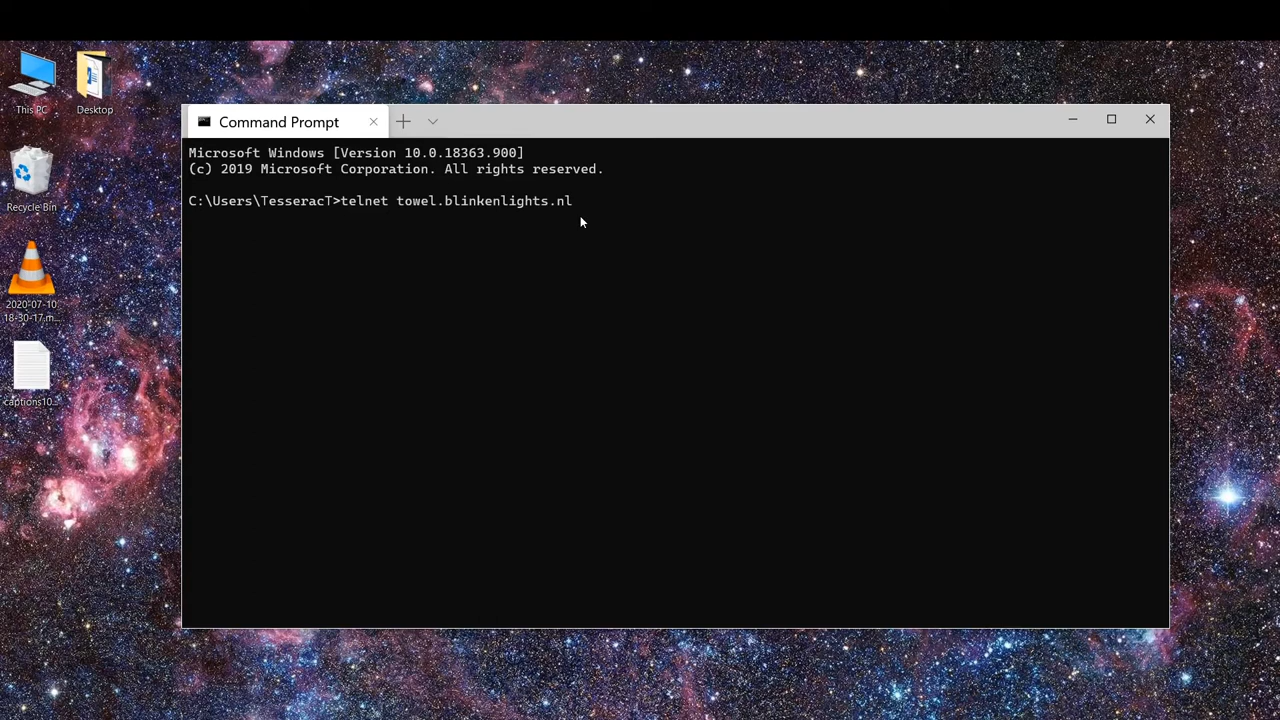 This PC
Desktop
Recycle Bin
2020-07-10
18-30-17.m...
captions10...
Command Prompt
Microsoft Windows [Version 10.0.18363.900]
(c) 2019 Microsoft Corporation. All rights reserved.
C:\Users\TesseracT>telnet towel.blinkenlights.nl